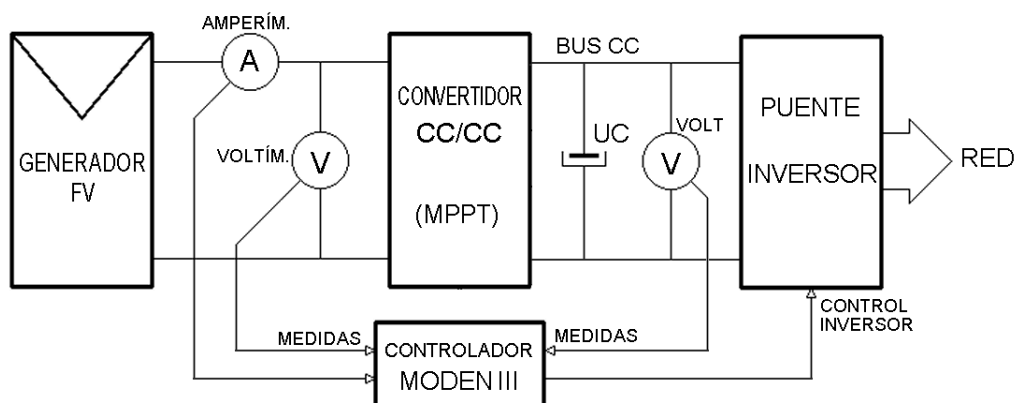 AMPERÍM.
A
BUS CC
GENERADOR
FV
VOLTÍM.
V
CONVERTIDOR
CC/CC
(MPPT)
UC
VOLT
V
PUENTE
INVERSOR
RED
MEDIDAS
CONTROLADOR
MODEN III
MEDIDAS
CONTROL
INVERSOR